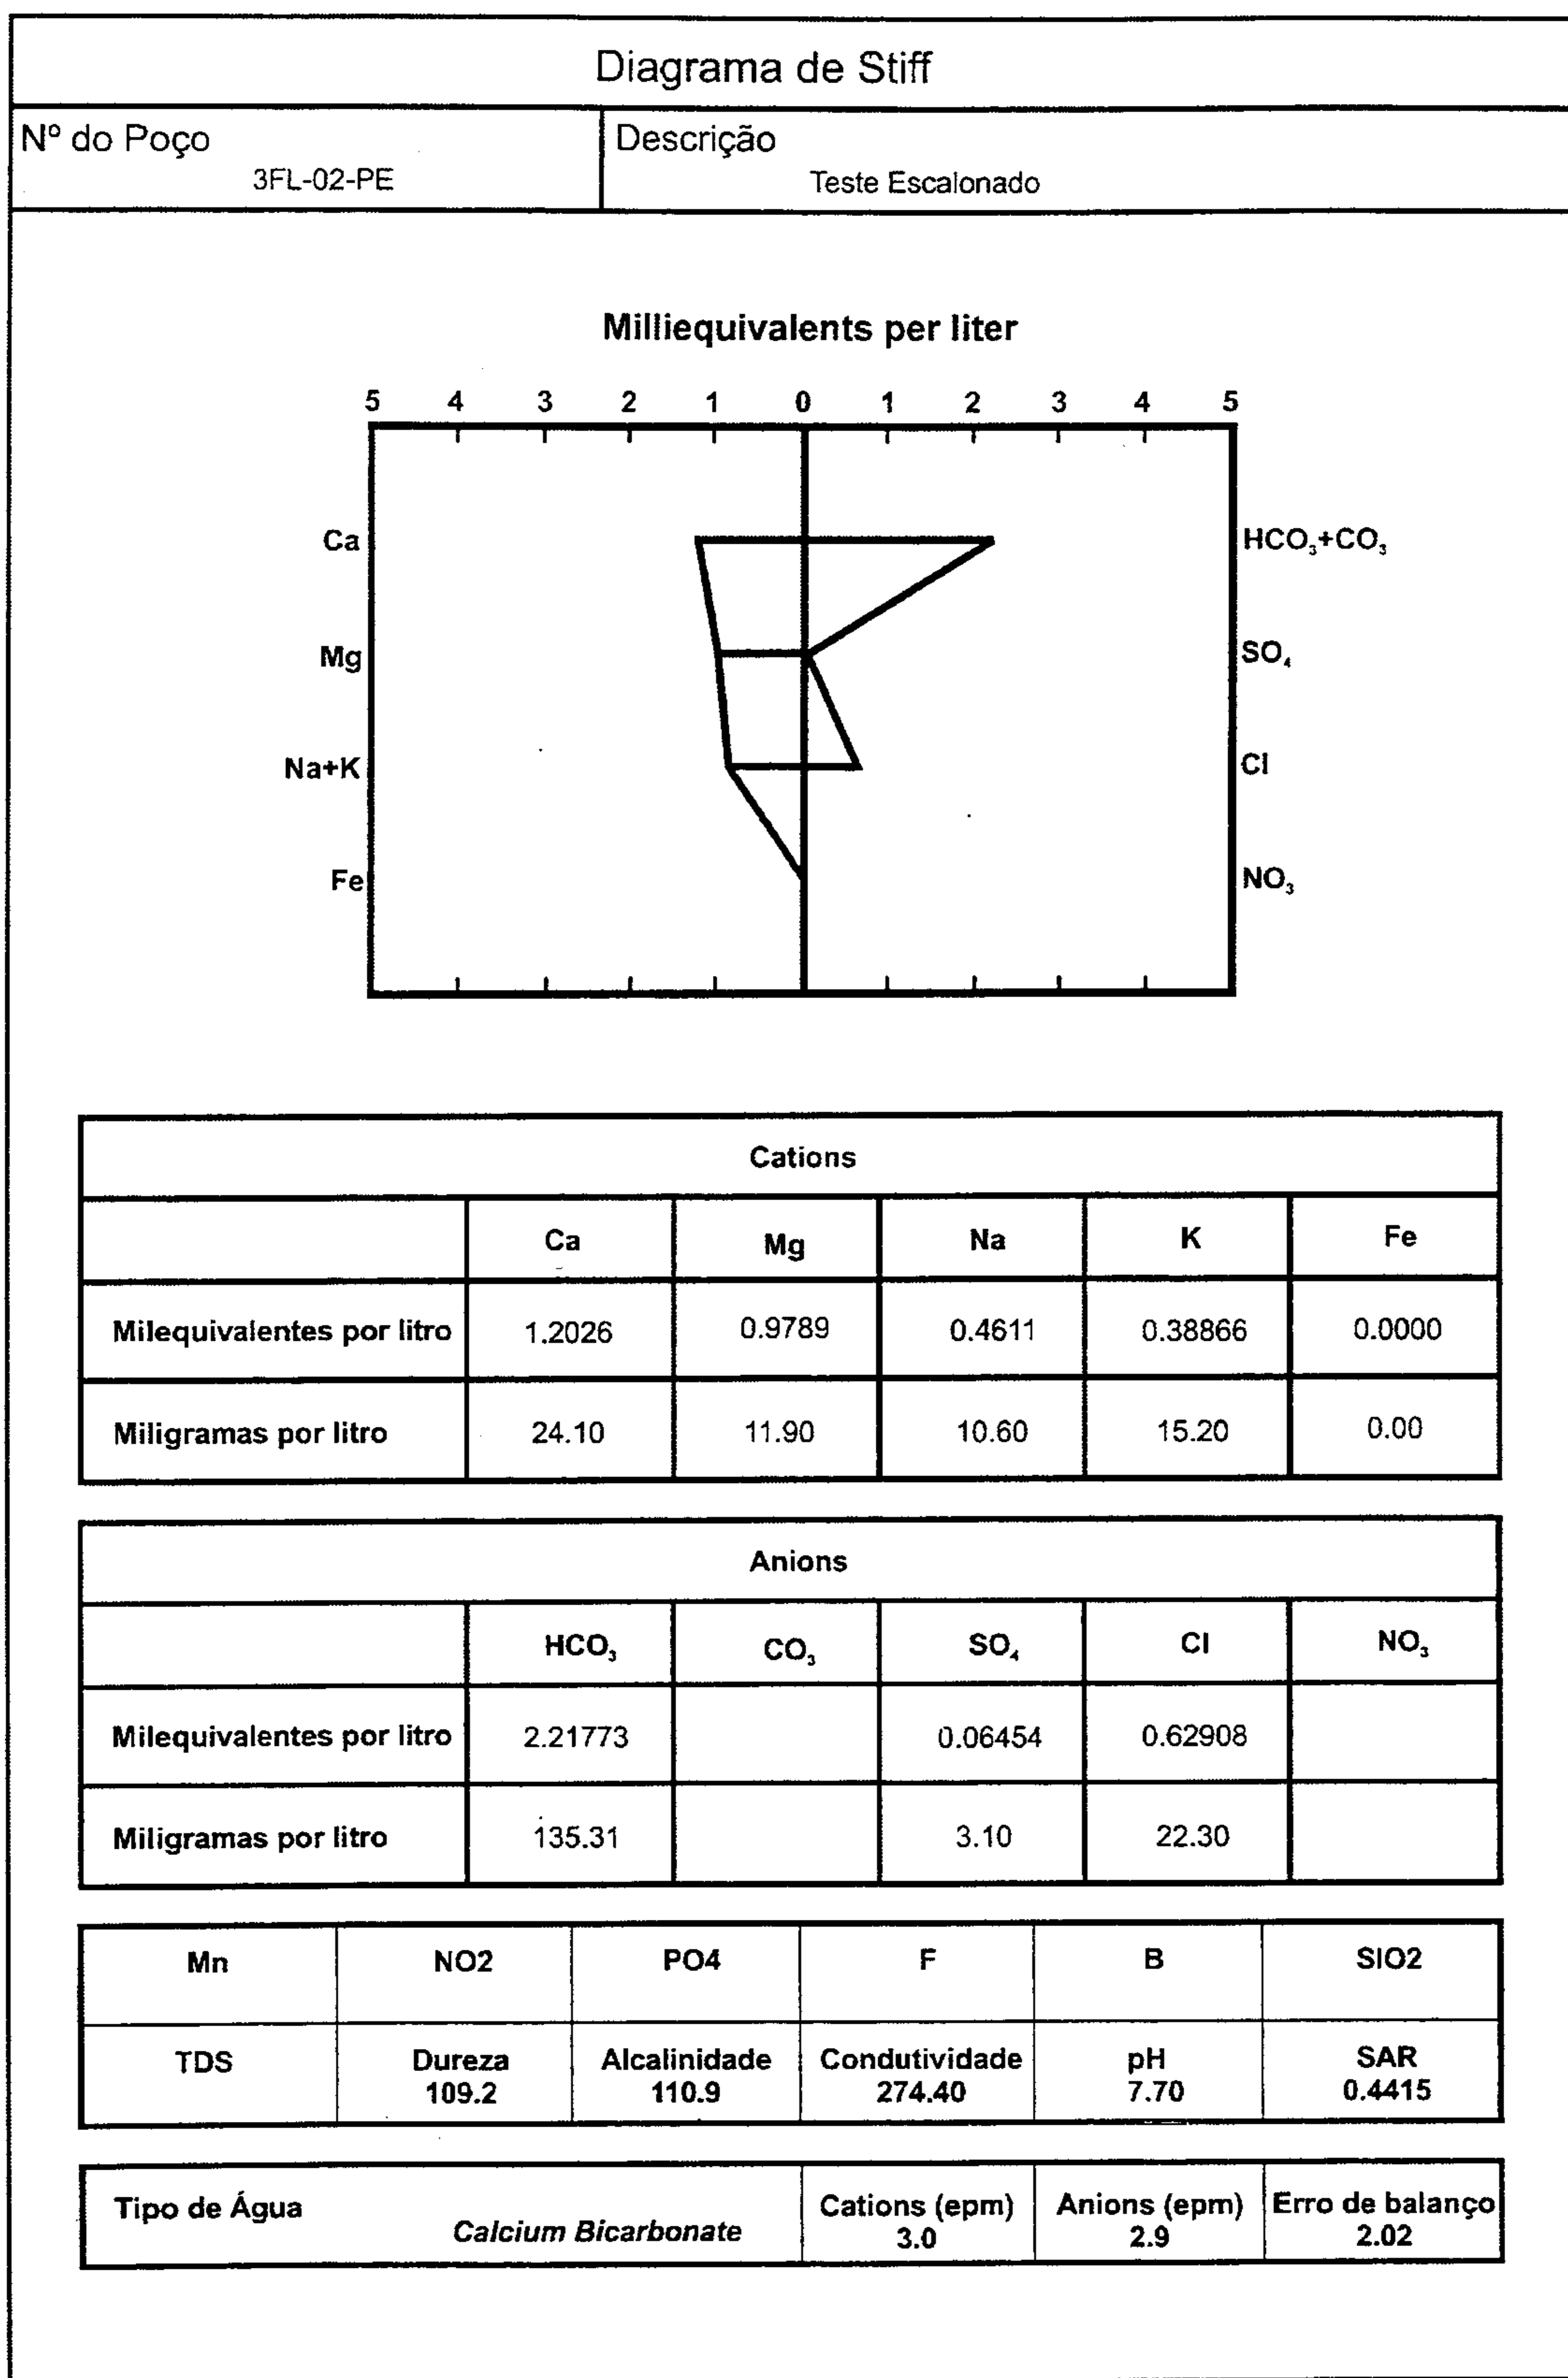 Diagrama de Stiff
Nº do Poço
Descrição
3FL-02-PE
Teste Escalonado
Milliequivalents per liter
5 4 3 2 1 0 1 2 3 4 5
Ca HCO₃+CO₃
Mg SO₄
Na+K Cl
Fe NO₃
Cations
Ca Mg Na K Fe
Milequivalentes por litro 1.2026 0.9789 0.4611 0.38866 0.0000
Miligramas por litro 24.10 11.90 10.60 15.20 0.00
Anions
HCO₃ CO₃ SO₄ Cl NO₃
Milequivalentes por litro 2.21773 0.06454 0.62908
Miligramas por litro 135.31 3.10 22.30
Mn NO2 PO4 F B SIO2
TDS Dureza Alcalinidade Condutividade pH SAR
109.2 110.9 274.40 7.70 0.4415
Tipo de Água Cations (epm) Anions (epm) Erro de balanço
Calcium Bicarbonate 3.0 2.9 2.02